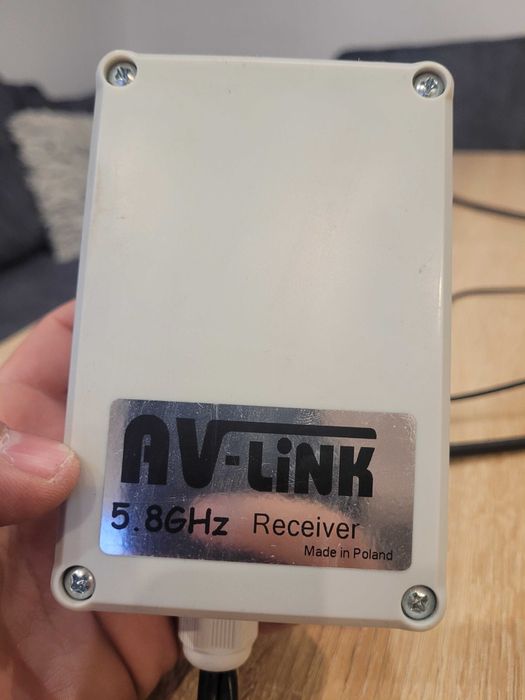 AV-LiNK
5.8GHz Receiver
Made in Poland